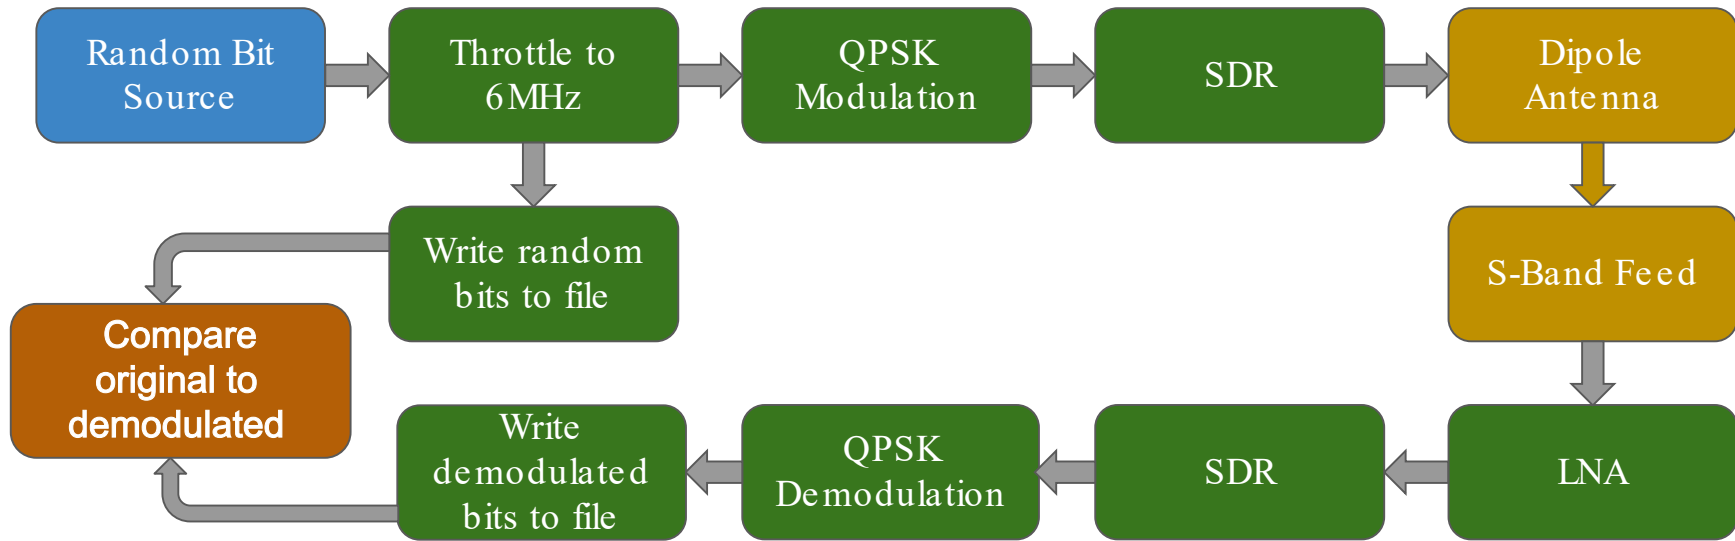 Random Bit
Source
Throttle to
6MHz
QPSK
Modulation
SDR
Dipole
Antenna
Write random
bits to file
S-Band Feed
Compare
original to
demodulated
Write
demodulated
bits to file
QPSK
Demodulation
SDR
LNA